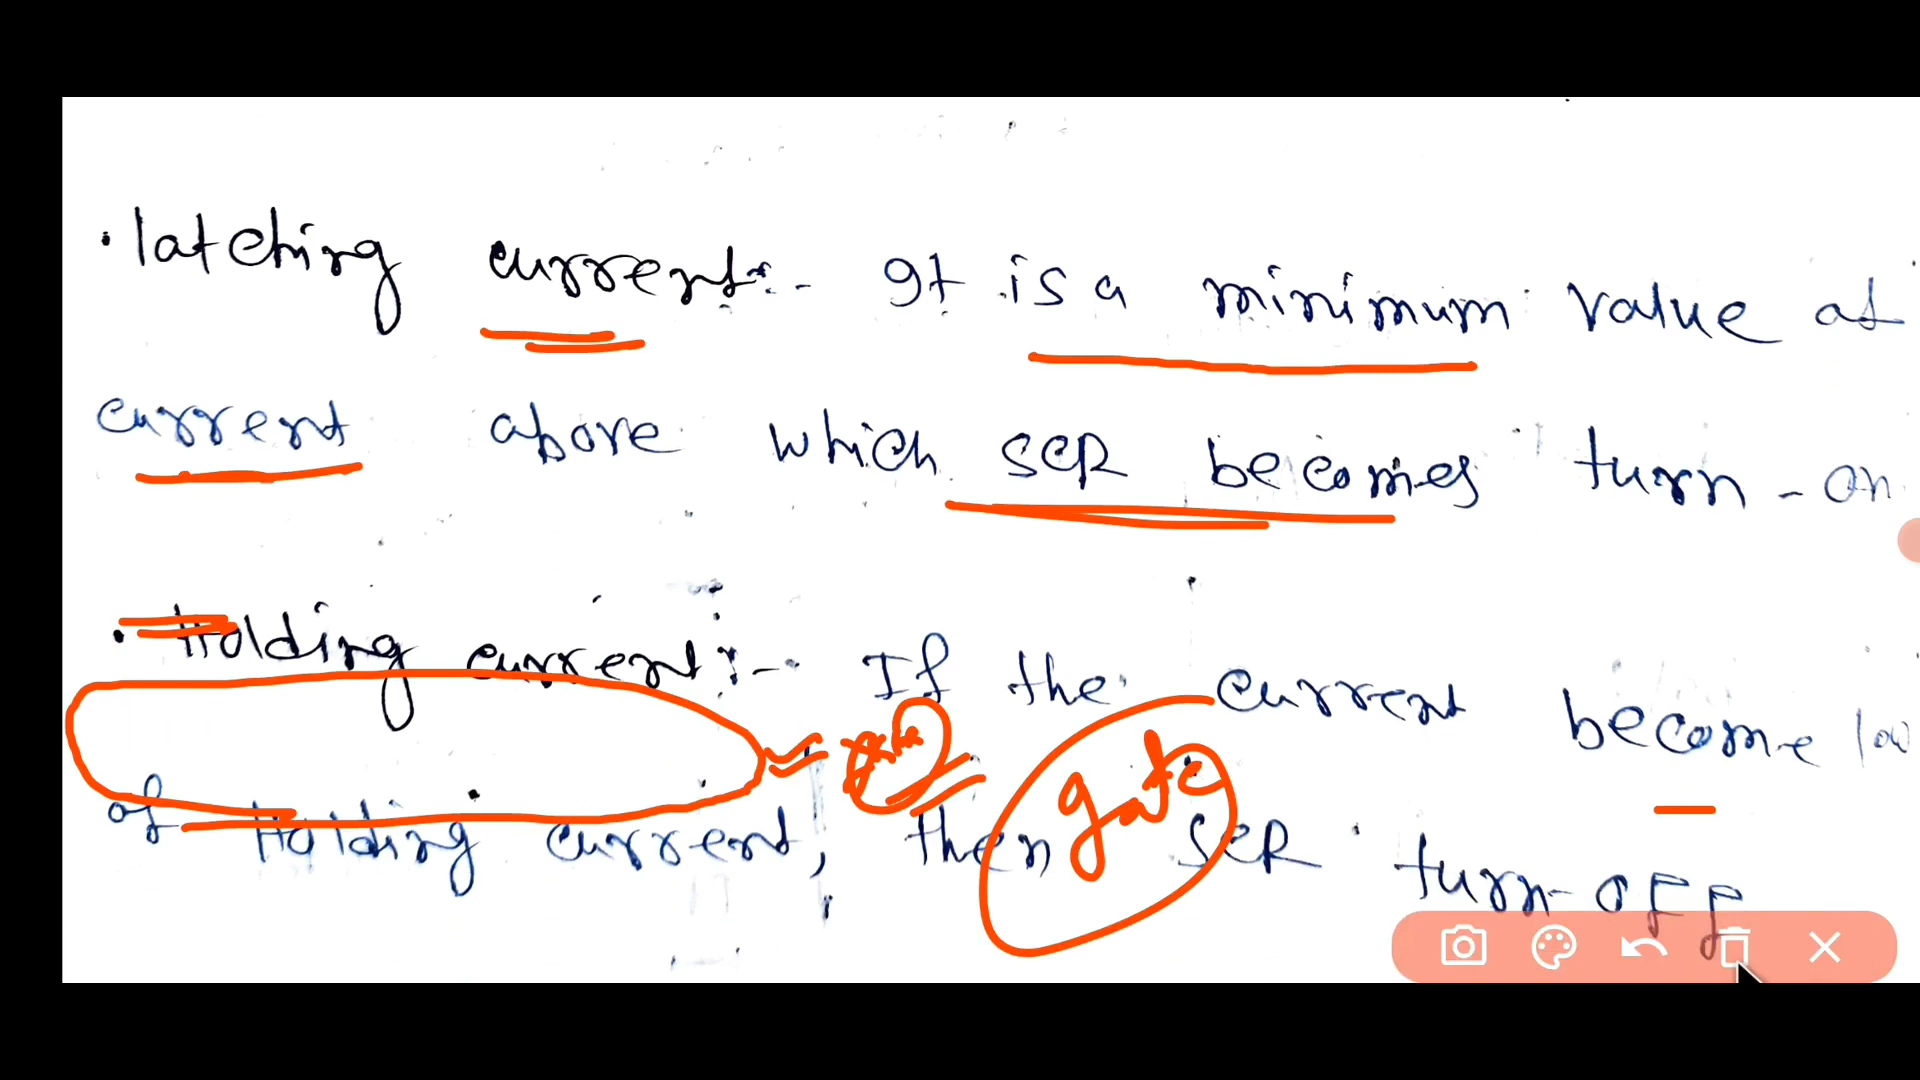 · latching current:- It is a minimum value of
current above which SCR becomes turn-on
· Holding current:- If the current become low
of Holding current, then SCR turn-off
gate